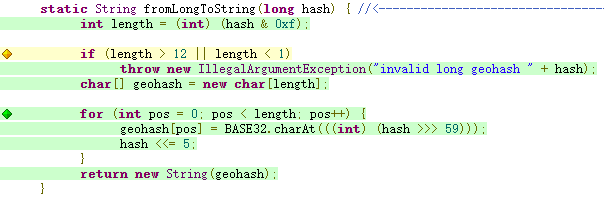 static String fromLongToString(long hash) { //<------------------------------------
int length = (int) (hash & 0xf);
if (length > 12 || length < 1)
throw new IllegalArgumentException("invalid long geohash " + hash);
char[] geohash = new char[length];
for (int pos = 0; pos < length; pos++) {
geohash[pos] = BASE32.charAt(((int) (hash >>> 59)));
hash <<= 5;
}
return new String(geohash);
}